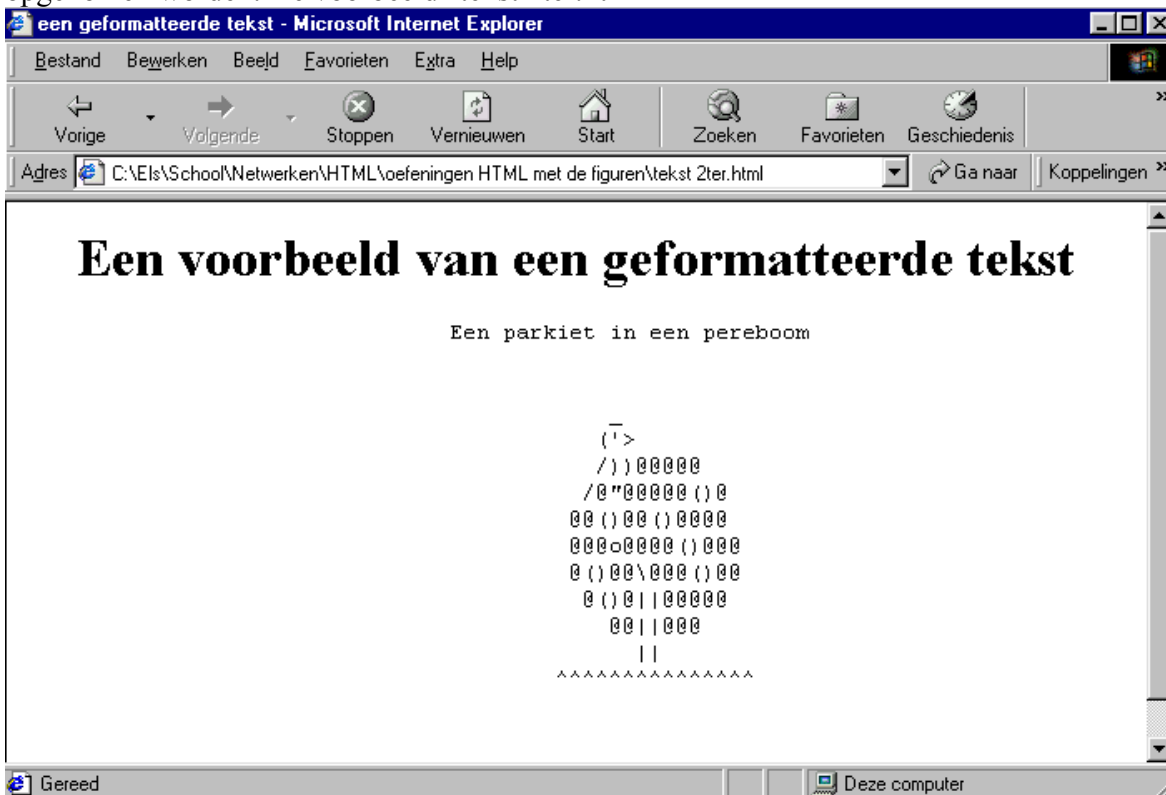 een geformatteerde tekst - Microsoft Internet Explorer
Bestand Bewerken Beeld Favorieten Extra Help
Vorige Volgende Stoppen Vernieuwen Start Zoeken Favorieten Geschiedenis »
Adres C:\Els\School\Netwerken\HTML\oefeningen HTML met de figuren\tekst 2ter.html Ga naar Koppelingen »
Een voorbeeld van een geformatteerde tekst
Een parkiet in een pereboom
_
('>
/))@@@@@
/@"@@@@@()@
@@()@@()@@@@
@@@o@@@@()@@@
@()@@\@@@()@@
@()@||@@@@@
@@||@@@
||
^^^^^^^^^^^^^^^
Gereed Deze computer